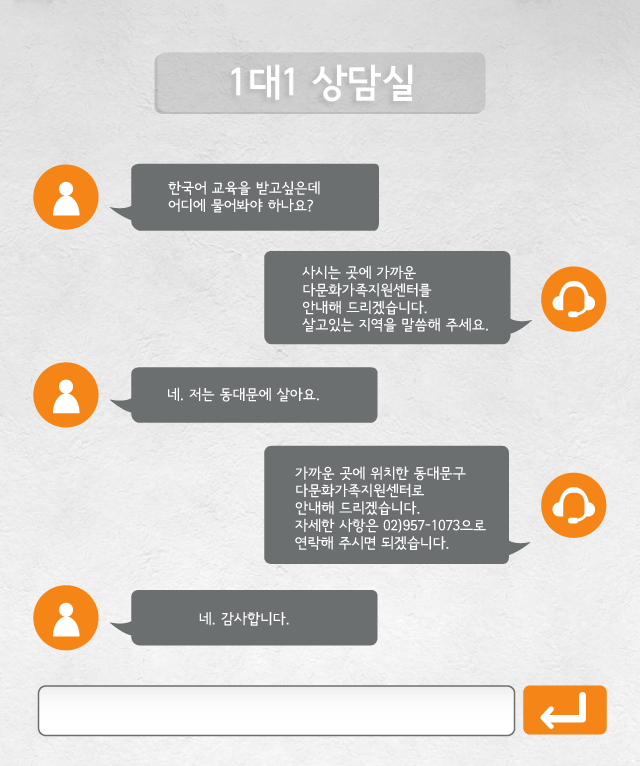 1대1 상담실
한국어 교육을 받고싶은데
어디에 물어봐야 하나요?
사시는 곳에 가까운
다문화가족지원센터를
안내해 드리겠습니다.
살고있는 지역을 말씀해 주세요.
네. 저는 동대문에 살아요.
가까운 곳에 위치한 동대문구
다문화가족지원센터로
안내해 드리겠습니다.
자세한 사항은 02)957-1073으로
연락해 주시면 되겠습니다.
네. 감사합니다.